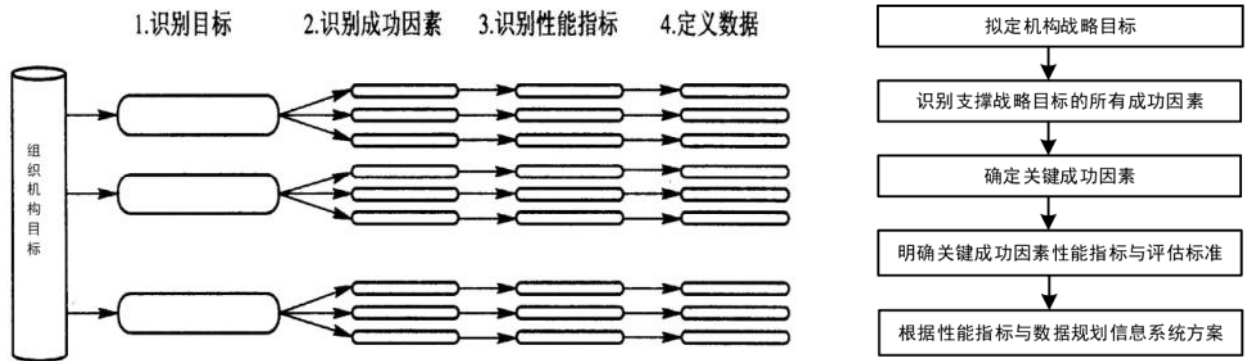 1.识别目标
2.识别成功因素
3.识别性能指标
4.定义数据
组织机构目标
拟定机构战略目标
识别支撑战略目标的所有成功因素
确定关键成功因素
明确关键成功因素性能指标与评估标准
根据性能指标与数据规划信息系统方案